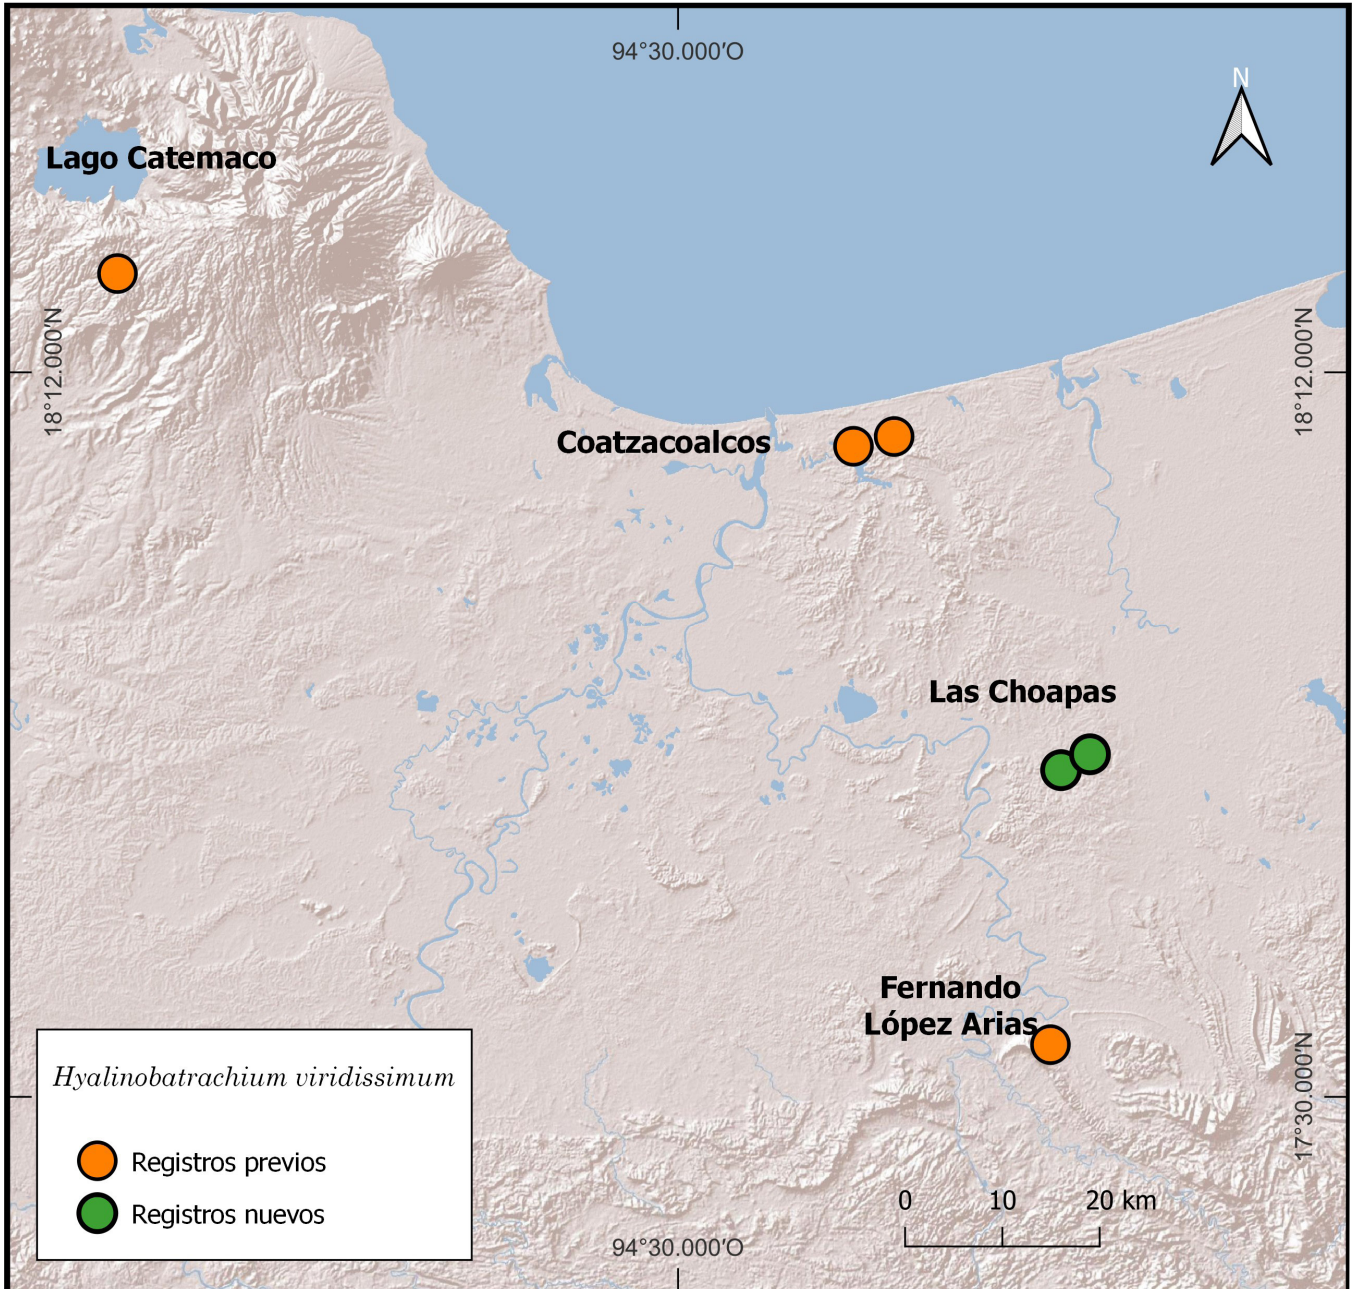 94°30.000'O
N
Lago Catemaco
18°12.000'N
18°12.000'N
Coatzacoalcos
Las Choapas
Fernando
López Arias
17°30.000'N
Hyalinobatrachium viridissimum
Registros previos
Registros nuevos
0 10 20 km
94°30.000'O